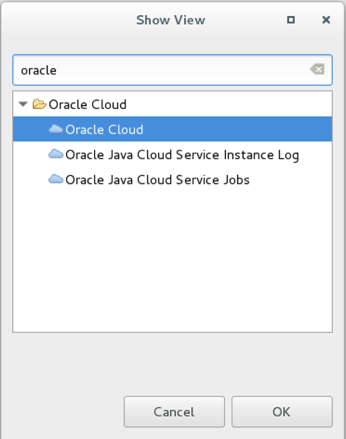 Show View
oracle
Oracle Cloud
Oracle Cloud
Oracle Java Cloud Service Instance Log
Oracle Java Cloud Service Jobs
Cancel
OK